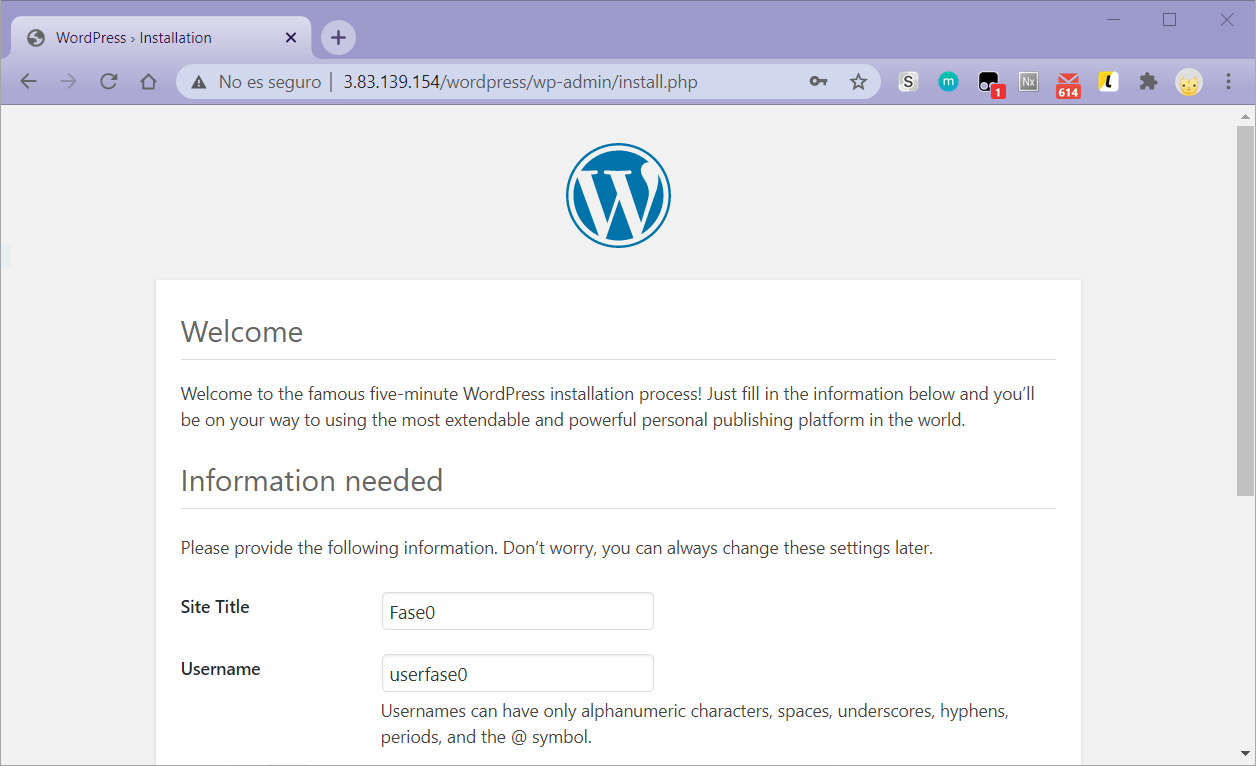 WordPress › Installation
No es seguro | 3.83.139.154/wordpress/wp-admin/install.php
S
m
1
Nx
614
L
W
Welcome
Welcome to the famous five-minute WordPress installation process! Just fill in the information below and you’ll
be on your way to using the most extendable and powerful personal publishing platform in the world.
Information needed
Please provide the following information. Don’t worry, you can always change these settings later.
Site Title
Fase0
Username
userfase0
Usernames can have only alphanumeric characters, spaces, underscores, hyphens,
periods, and the @ symbol.